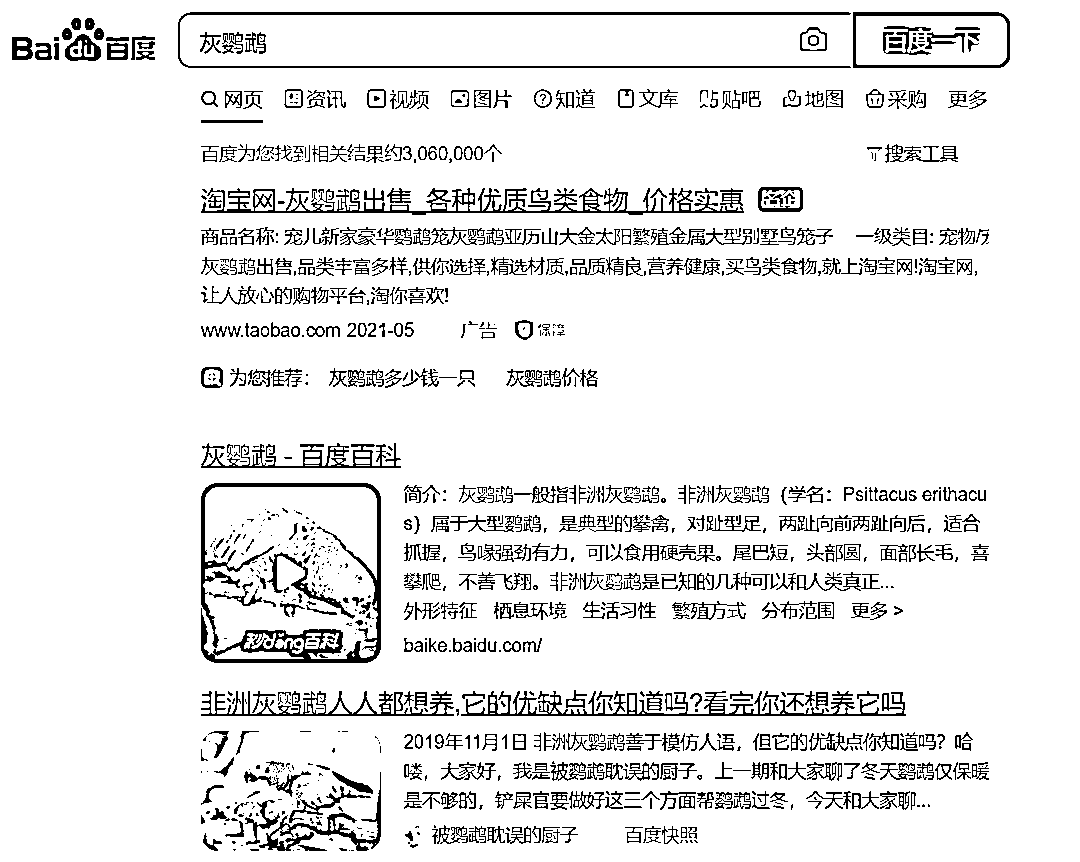 Bai du 百度 灰鹦鹉 百度一下
网页 资讯 视频 图片 知道 文库 贴吧 地图 采购 更多
百度为您找到相关结果约3,060,000个 搜索工具
淘宝网-灰鹦鹉出售_各种优质鸟类食物_价格实惠
商品名称: 宠儿新家豪华鹦鹉笼灰鹦鹉亚历山大金太阳繁殖金属大型别墅鸟笼子 一级类目: 宠物/
灰鹦鹉出售,品类丰富多样,供你选择,精选材质,品质精良,营养健康,买鸟类食物,就上淘宝网!淘宝网,
让人放心的购物平台,淘你喜欢!
www.taobao.com 2021-05 广告 保障
为您推荐： 灰鹦鹉多少钱一只 灰鹦鹉价格
灰鹦鹉 - 百度百科
简介：灰鹦鹉一般指非洲灰鹦鹉。非洲灰鹦鹉（学名：Psittacus erithacu
s）属于大型鹦鹉，是典型的攀禽，对趾型足，两趾向前两趾向后，适合
抓握，鸟喙强劲有力，可以食用硬壳果。尾巴短，头部圆，面部长毛，喜
攀爬，不善飞翔。非洲灰鹦鹉是已知的几种可以和人类真正...
外形特征 栖息环境 生活习性 繁殖方式 分布范围 更多 >
秒dǒng百科
baike.baidu.com/
非洲灰鹦鹉人人都想养,它的优缺点你知道吗?看完你还想养它吗
2019年11月1日 非洲灰鹦鹉善于模仿人语，但它的优缺点你知道吗？哈
喽，大家好，我是被鹦鹉耽误的厨子。上一期和大家聊了冬天鹦鹉仅保暖
是不够的，铲屎官要做好这三个方面帮鹦鹉过冬，今天和大家聊...
被鹦鹉耽误的厨子 百度快照